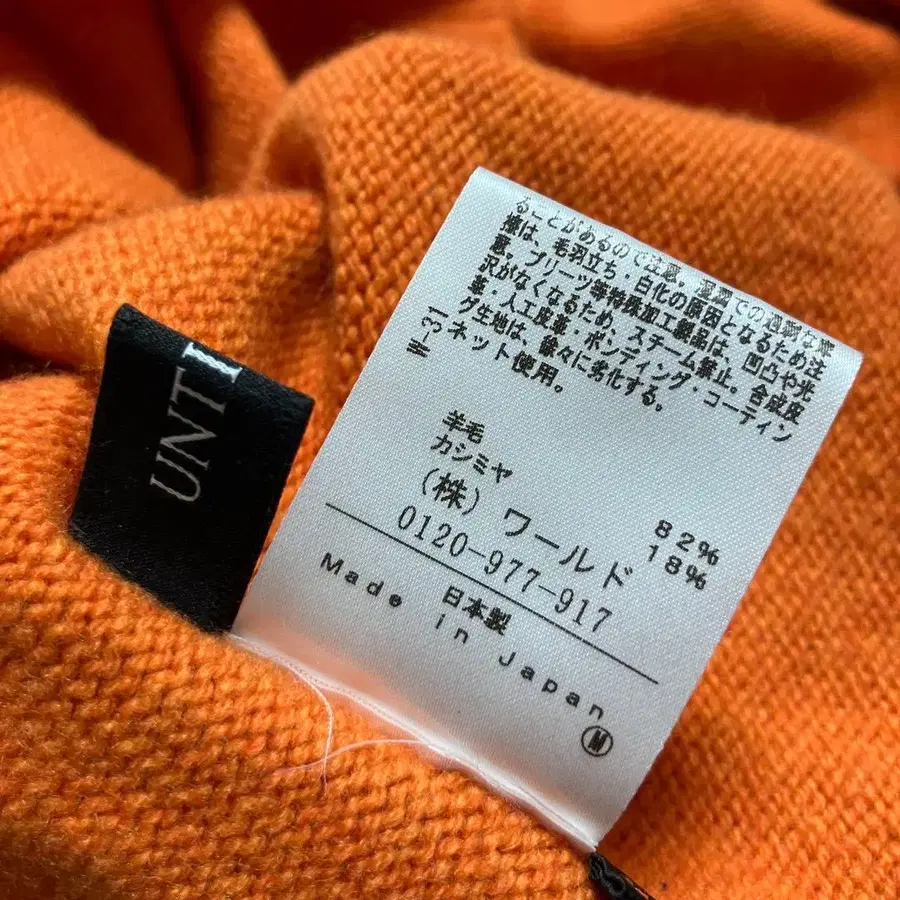 ることがあるので注意。湿潤での過剰な摩
擦は、毛羽立ち・白化の原因となるため注
意。プリーツ等特殊加工製品は、凹凸や光
沢がなくなるため、スチーム禁止。合成皮
革・人工皮革・ボンディング・コーティン
グ生地は、徐々に劣化する。
ネット使用。
W-31
羊毛 82%
カシミヤ 18%
(株) ワールド
0120-977-917
日本製
Made in Japan
M
UNTI